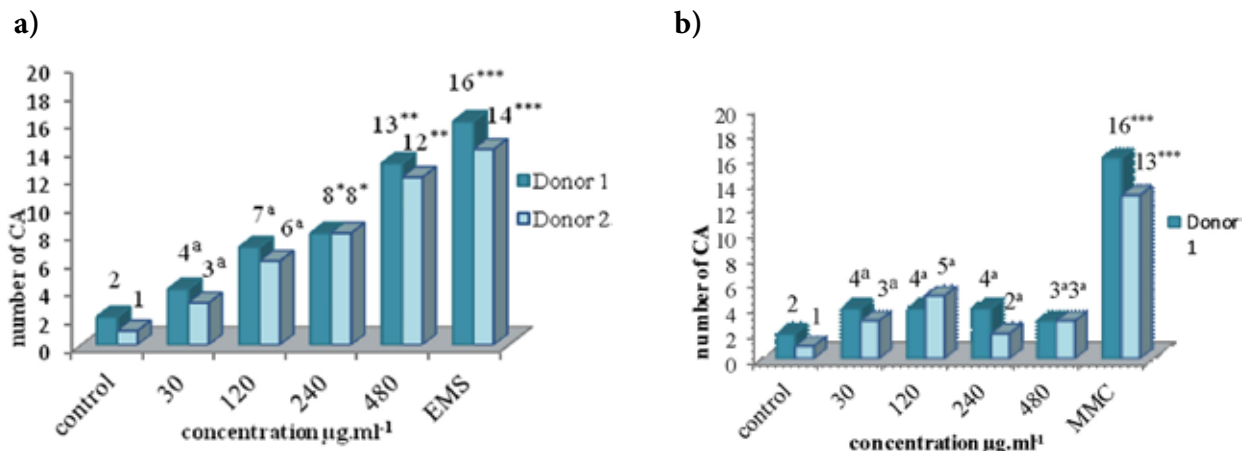 a)
number of CA
20
18
16
14
12
10
8
6
4
2
0
2
1
4ᵃ
3ᵃ
7ᵃ
6ᵃ
8*
8*
13**
12**
16***
14***
control
30
120
240
480
EMS
concentration µg.ml⁻¹
Donor 1
Donor 2
b)
number of CA
20
18
16
14
12
10
8
6
4
2
0
2
1
4ᵃ
3ᵃ
4ᵃ
5ᵃ
4ᵃ
2ᵃ
3ᵃ
3ᵃ
16***
13***
control
30
120
240
480
MMC
concentration µg.ml¹
Donor
1